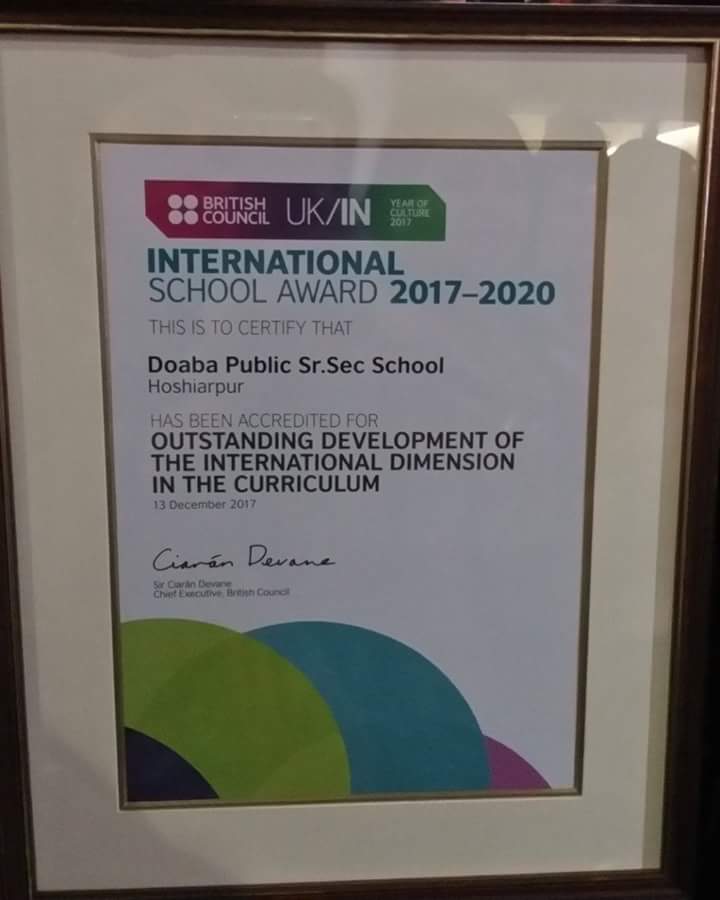 BRITISH
COUNCIL
UK/IN
YEAR OF
CULTURE
2017
INTERNATIONAL
SCHOOL AWARD 2017–2020
THIS IS TO CERTIFY THAT
Doaba Public Sr.Sec School
Hoshiarpur
HAS BEEN ACCREDITED FOR
OUTSTANDING DEVELOPMENT OF
THE INTERNATIONAL DIMENSION
IN THE CURRICULUM
13 December 2017
Ciarán Devane
Sir Ciarán Devane
Chief Executive, British Council